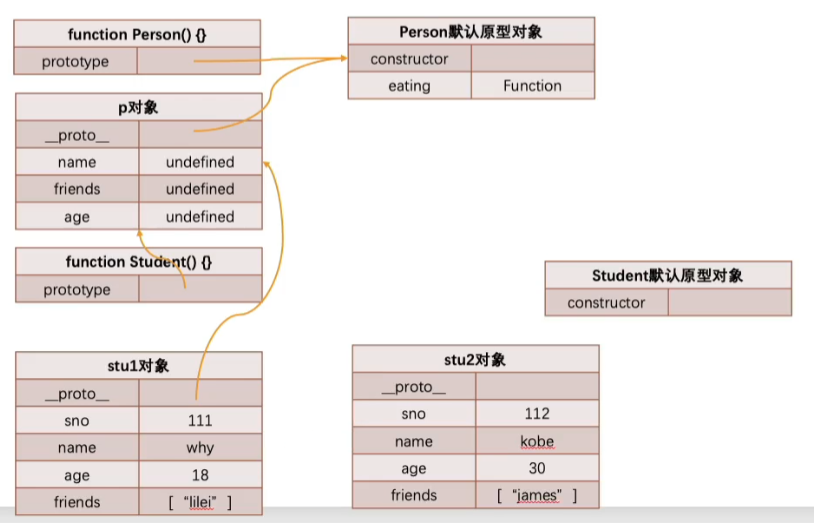 function Person() {}
prototype
Person默认原型对象
constructor
eating Function
p对象
__proto__
name undefined
friends undefined
age undefined
function Student() {}
prototype
Student默认原型对象
constructor
stu1对象
__proto__
sno 111
name why
age 18
friends [ “lilei” ]
stu2对象
__proto__
sno 112
name kobe
age 30
friends [ “james” ]